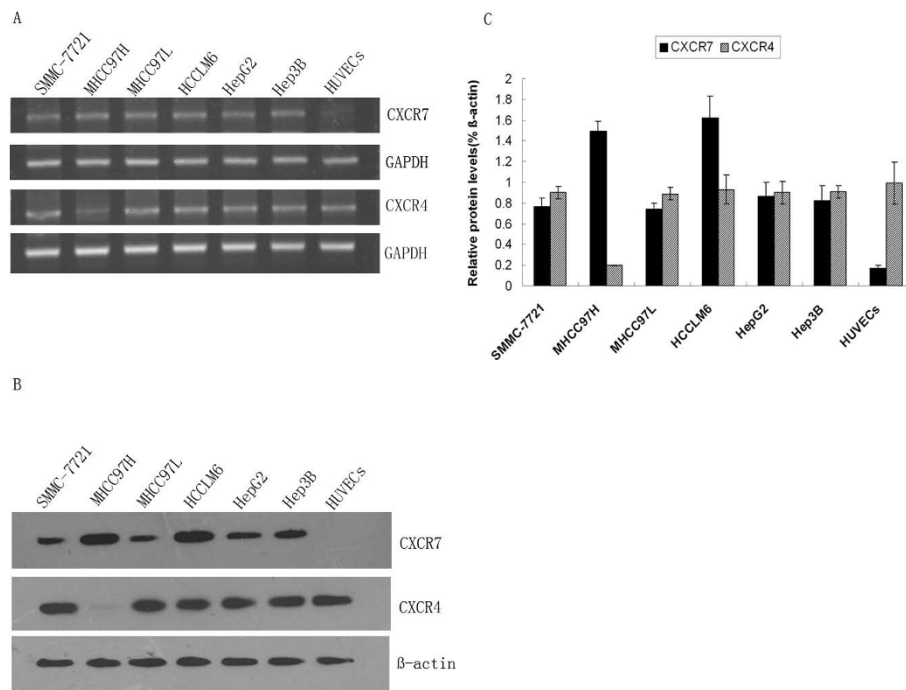 A
SMMC-7721 MHCC97H MHCC97L HCCLM6 HepG2 Hep3B HUVECs
CXCR7
GAPDH
CXCR4
GAPDH
C
CXCR7 CXCR4
Relative protein levels(% ß-actin)
2
1.8
1.6
1.4
1.2
1
0.8
0.6
0.4
0.2
0
SMMC-7721 MHCC97H MHCC97L HCCLM6 HepG2 Hep3B HUVECs
B
SMMC-7721 MHCC97H MHCC97L HCCLM6 HepG2 Hep3B HUVECs
CXCR7
CXCR4
ß-actin